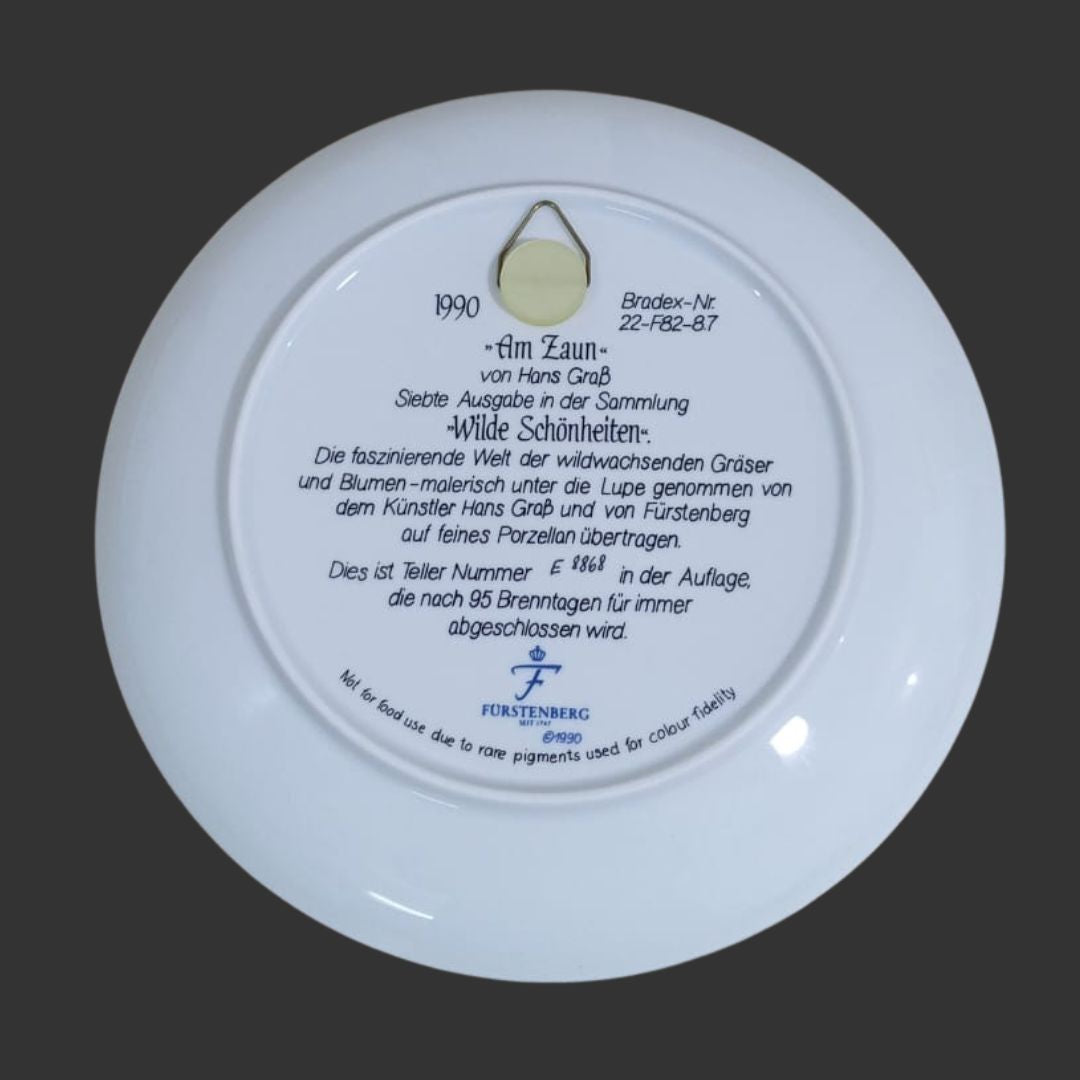 1990
Bradex-Nr.
22-F82-8.7
„Am Zaun“
von Hans Graß
Siebte Ausgabe in der Sammlung
„Wilde Schönheiten“.
Die faszinierende Welt der wildwachsenden Gräser
und Blumen-malerisch unter die Lupe genommen von
dem Künstler Hans Graß und von Fürstenberg
auf feines Porzellan übertragen.
Dies ist Teller Nummer E 8868 in der Auflage,
die nach 95 Brenntagen für immer
abgeschlossen wird.
F
FÜRSTENBERG
SEIT 1747
©1990
Not for food use due to rare pigments used for colour fidelity